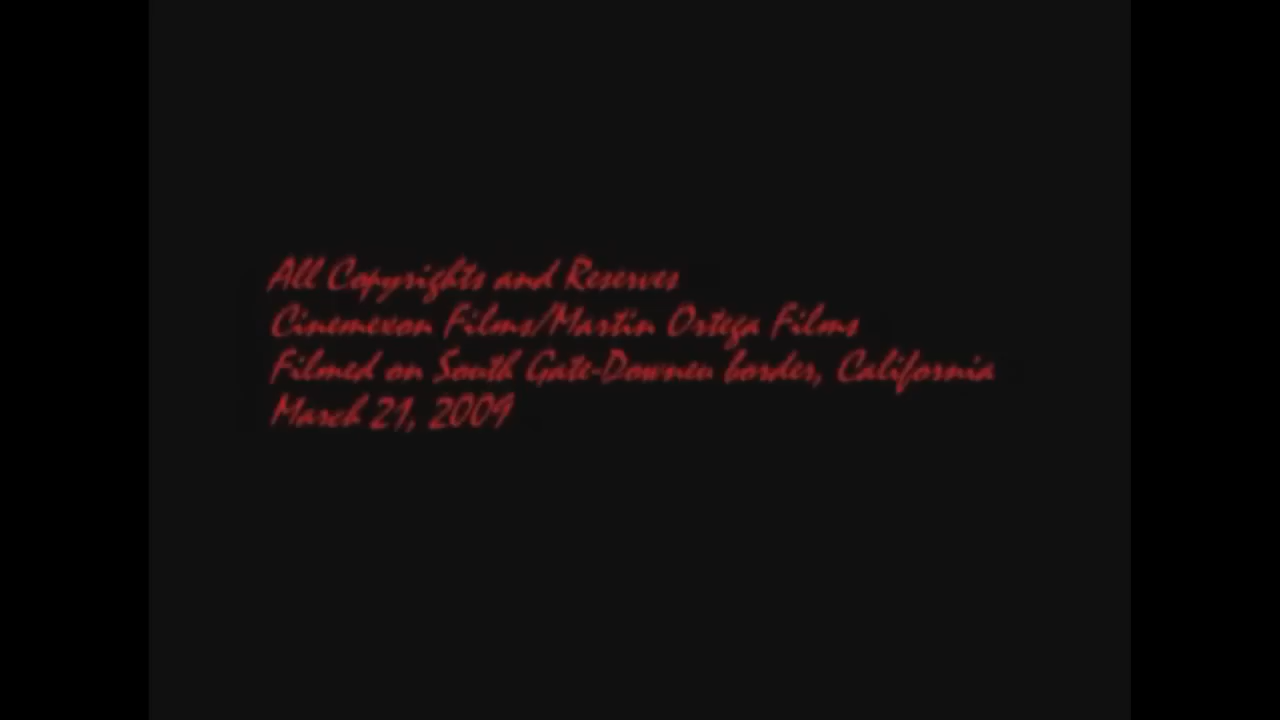 All Copyrights and Reserves
Cinemexon Films/Martin Ortega Films
Filmed on South Gate-Downey border, California
March 21, 2009